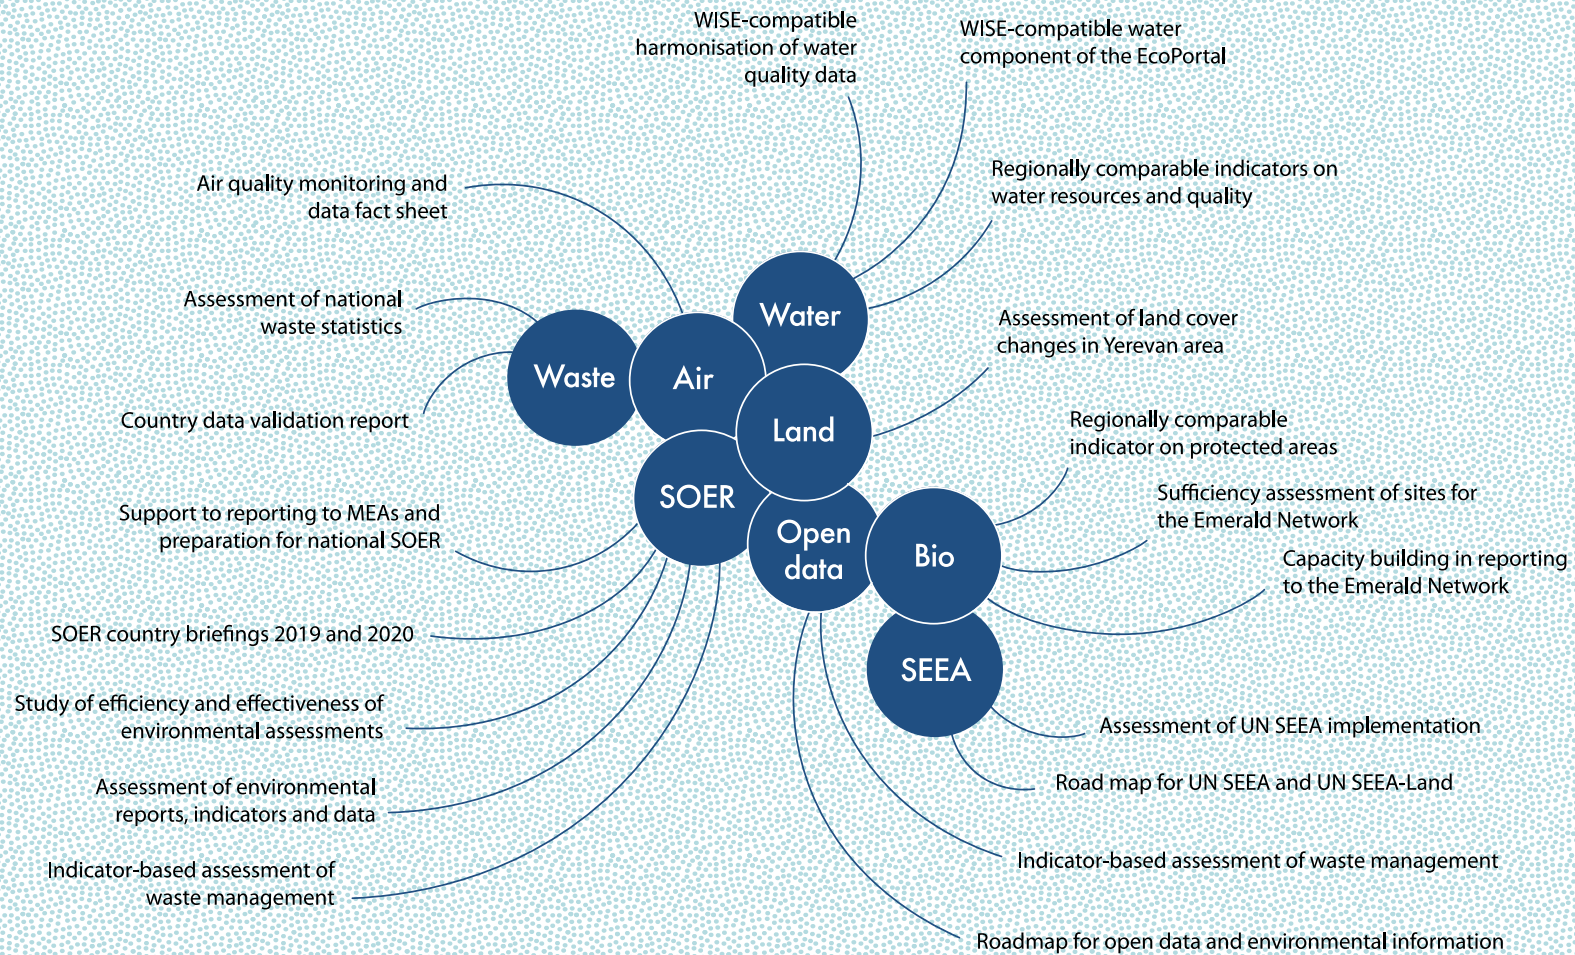 WISE-compatible
harmonisation of water
quality data
WISE-compatible water
component of the EcoPortal
Air quality monitoring and
data fact sheet
Regionally comparable indicators on
water resources and quality
Assessment of national
waste statistics
Water
Assessment of land cover
changes in Yerevan area
Waste
Air
Country data validation report
Land
Regionally comparable
indicator on protected areas
SOER
Sufficiency assessment of sites for
the Emerald Network
Support to reporting to MEAs and
preparation for national SOER
Open
data
Bio
Capacity building in reporting
to the Emerald Network
SOER country briefings 2019 and 2020
SEEA
Study of efficiency and effectiveness of
environmental assessments
Assessment of UN SEEA implementation
Assessment of environmental
reports, indicators and data
Road map for UN SEEA and UN SEEA-Land
Indicator-based assessment of
waste management
Indicator-based assessment of waste management
Roadmap for open data and environmental information